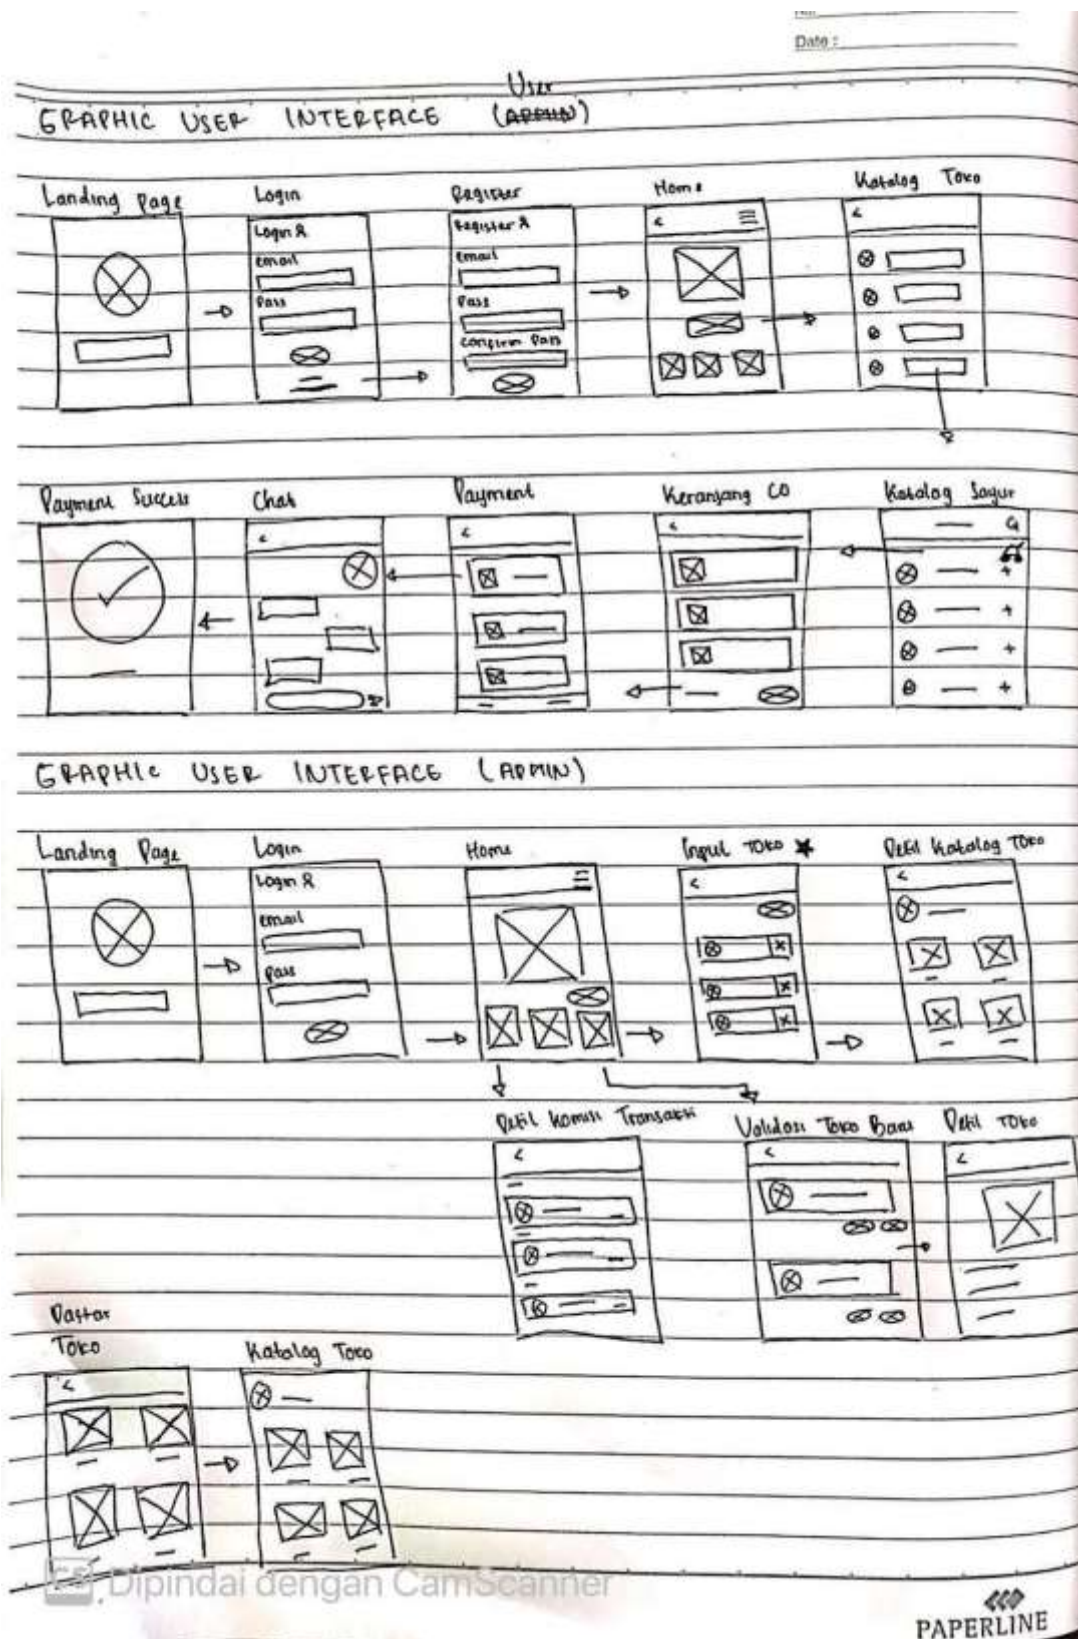 Date :
User
GRAPHIC USER INTERFACE (ADMIN)
Landing Page
Login
Register
Home
Katalog Toko
Login
Register
email
email
Pass
Pass
Confirm Pass
Payment Success
Chat
Payment
Keranjang CO
Katalog Sayur
GRAPHIC USER INTERFACE (ADMIN)
Landing Page
Login
Home
Input TOKO
Detil Katalog TOKO
Login
email
pass
Detil Komisi Transaksi
Validasi Toko Baru
Detil TOKO
Daftar
TOKO
Katalog Toko
CS Dipindai dengan CamScanner
PAPERLINE